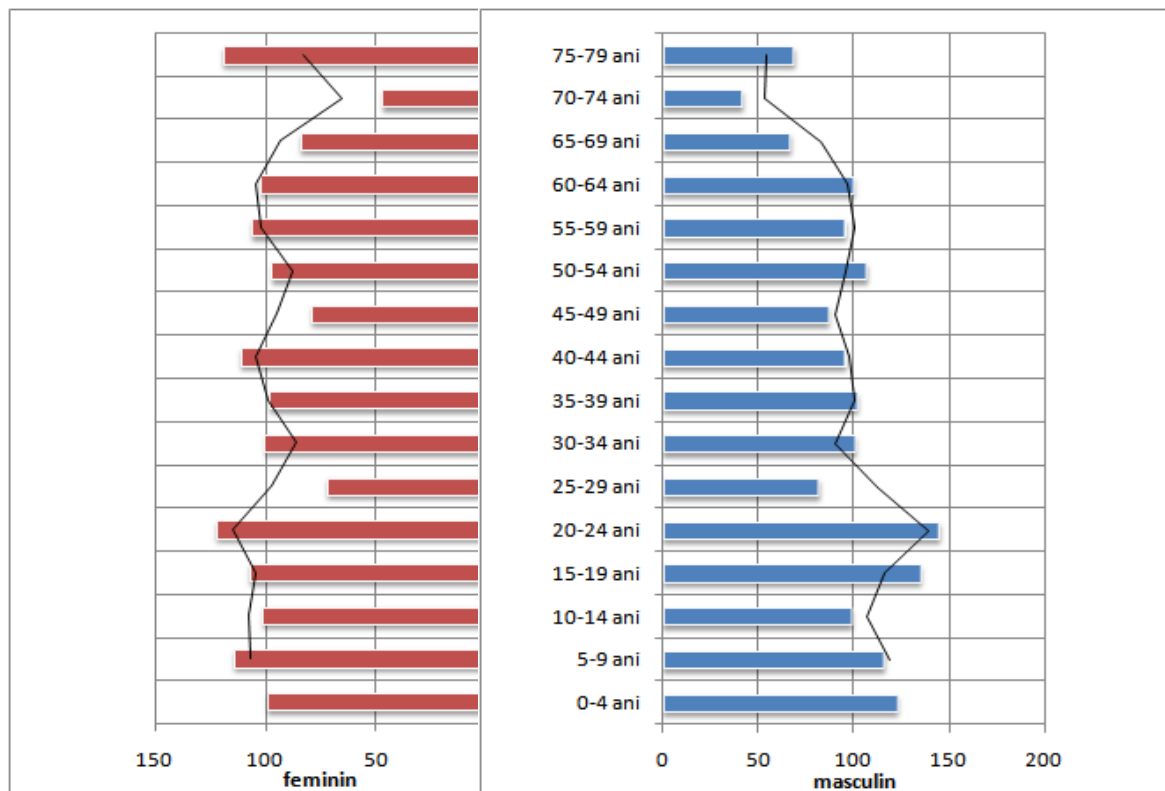 75-79 ani
70-74 ani
65-69 ani
60-64 ani
55-59 ani
50-54 ani
45-49 ani
40-44 ani
35-39 ani
30-34 ani
25-29 ani
20-24 ani
15-19 ani
10-14 ani
5-9 ani
0-4 ani
150 100 50 0 50 100 150 200
feminin masculin